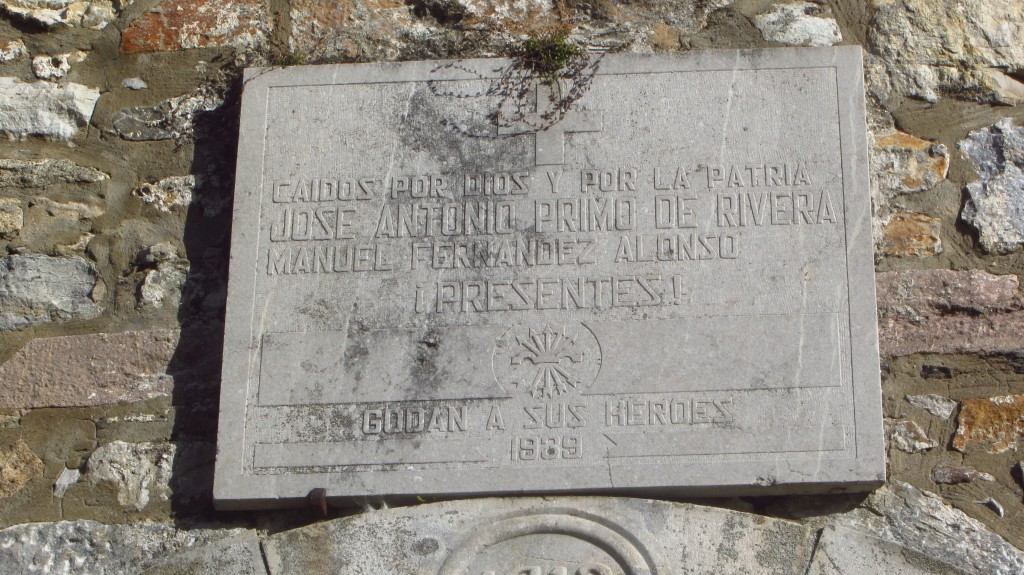 CAIDOS POR DIOS Y POR LA PATRIA
JOSE ANTONIO PRIMO DE RIVERA
MANUEL FERNANDEZ ALONSO
¡PRESENTES!
GODAN A SUS HEROES
1939